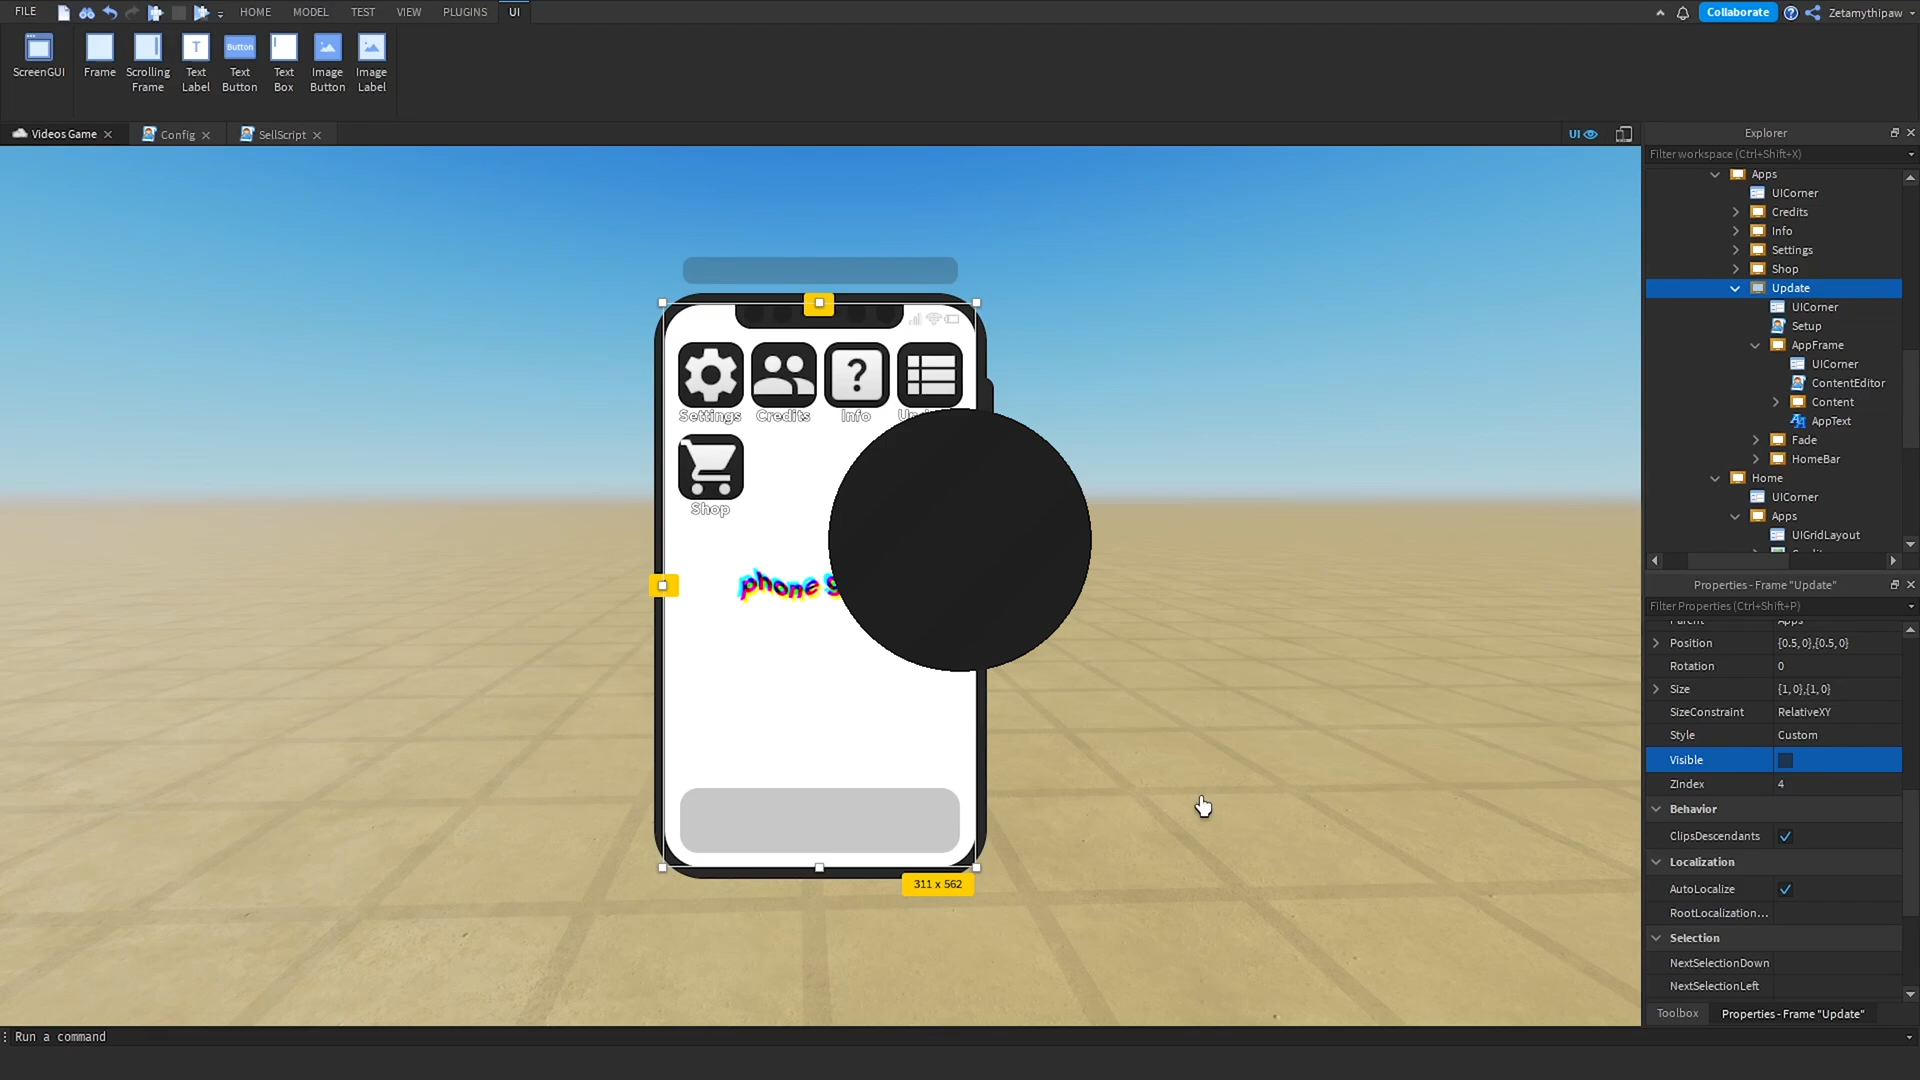 FILE
HOME
MODEL
TEST
VIEW
PLUGINS
UI
Collaborate
Zetamythipaw
ScreenGUI
Frame
Scrolling
Frame
Text
Label
Button
Text
Button
Text
Box
Image
Button
Image
Label
Videos Game
Config
SellScript
UI
Explorer
Filter workspace (Ctrl+Shift+X)
Apps
UICorner
Credits
Info
Settings
Shop
Update
UICorner
Setup
AppFrame
UICorner
ContentEditor
Content
AppText
Fade
HomeBar
Home
UICorner
Apps
UIGridLayout
Settings
Credits
Info
Shop
phone
311 x 562
Properties - Frame "Update"
Filter Properties (Ctrl+Shift+P)
Parent Apps
Position {0.5, 0},{0.5, 0}
Rotation 0
Size {1, 0},{1, 0}
SizeConstraint RelativeXY
Style Custom
Visible
ZIndex 4
Behavior
ClipsDescendants
Localization
AutoLocalize
RootLocalization...
Selection
NextSelectionDown
NextSelectionLeft
Toolbox
Properties - Frame "Update"
Run a command